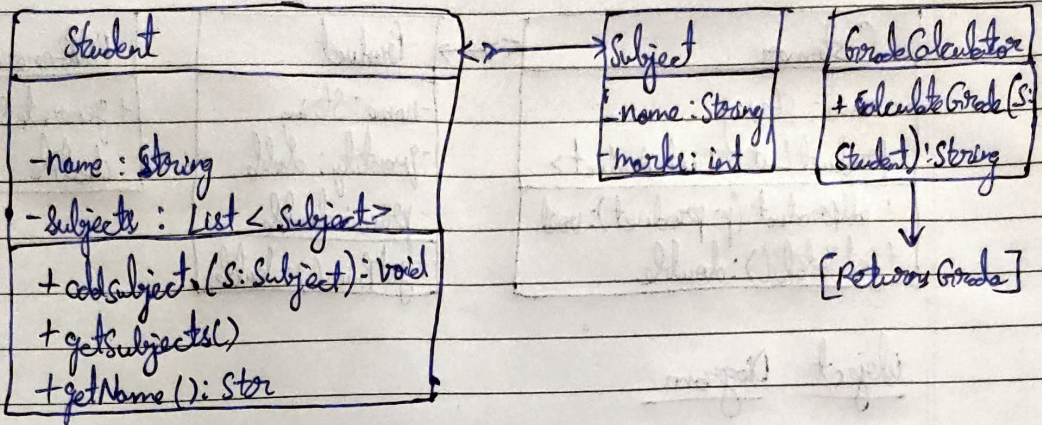 Student
-name : String
-subjects : List < Subject>
+addsubject.(s: Subject): void
+getsubjects()
+getName(): Str
Subject
-name : String
-marks: int
GradeCalculator
+ CalculateGrade(s:
Student): String
[Returns Grade]